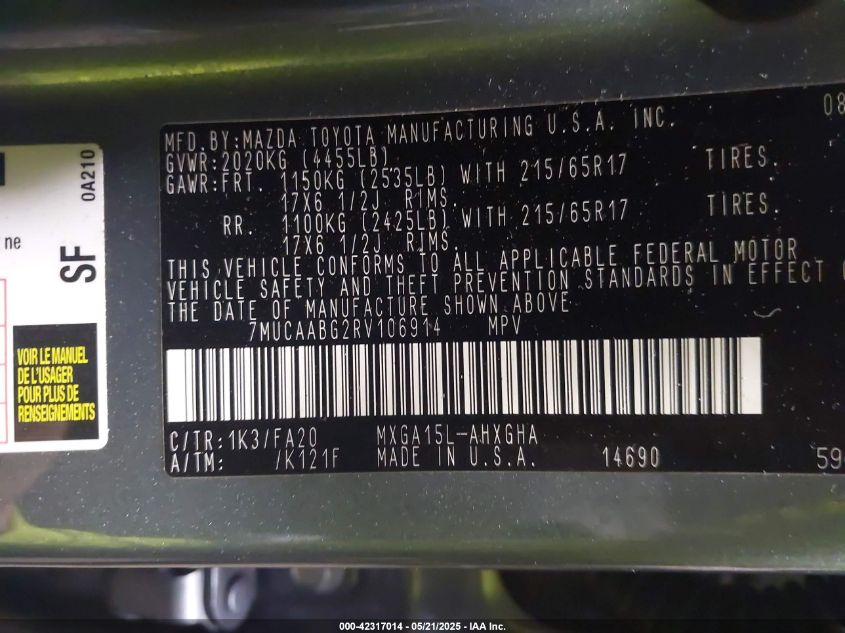 MFD.BY:MAZDA TOYOTA MANUFACTURING U.S.A. INC. 08
GVWR:2020KG (4455LB)
GAWR:FRT. 1150KG (2535LB) WITH 215/65R17 TIRES.
17X6 1/2J RIMS.
RR. 1100KG (2425LB) WITH 215/65R17 TIRES.
17X6 1/2J RIMS.
THIS VEHICLE CONFORMS TO ALL APPLICABLE FEDERAL MOTOR
VEHICLE SAFETY AND THEFT PREVENTION STANDARDS IN EFFECT
THE DATE OF MANUFACTURE SHOWN ABOVE
7MUCAABG2RV106914 MPV
C/TR:1K3/FA20 MXGA15L-AHXGHA
A/TM: /K121F MADE IN U.S.A. 14690 59
0A210
ne
SF
VOIR LE MANUEL
DE L'USAGER
POUR PLUS DE
RENSEIGNEMENTS
000-42317014 - 05/21/2025 - IAA Inc.